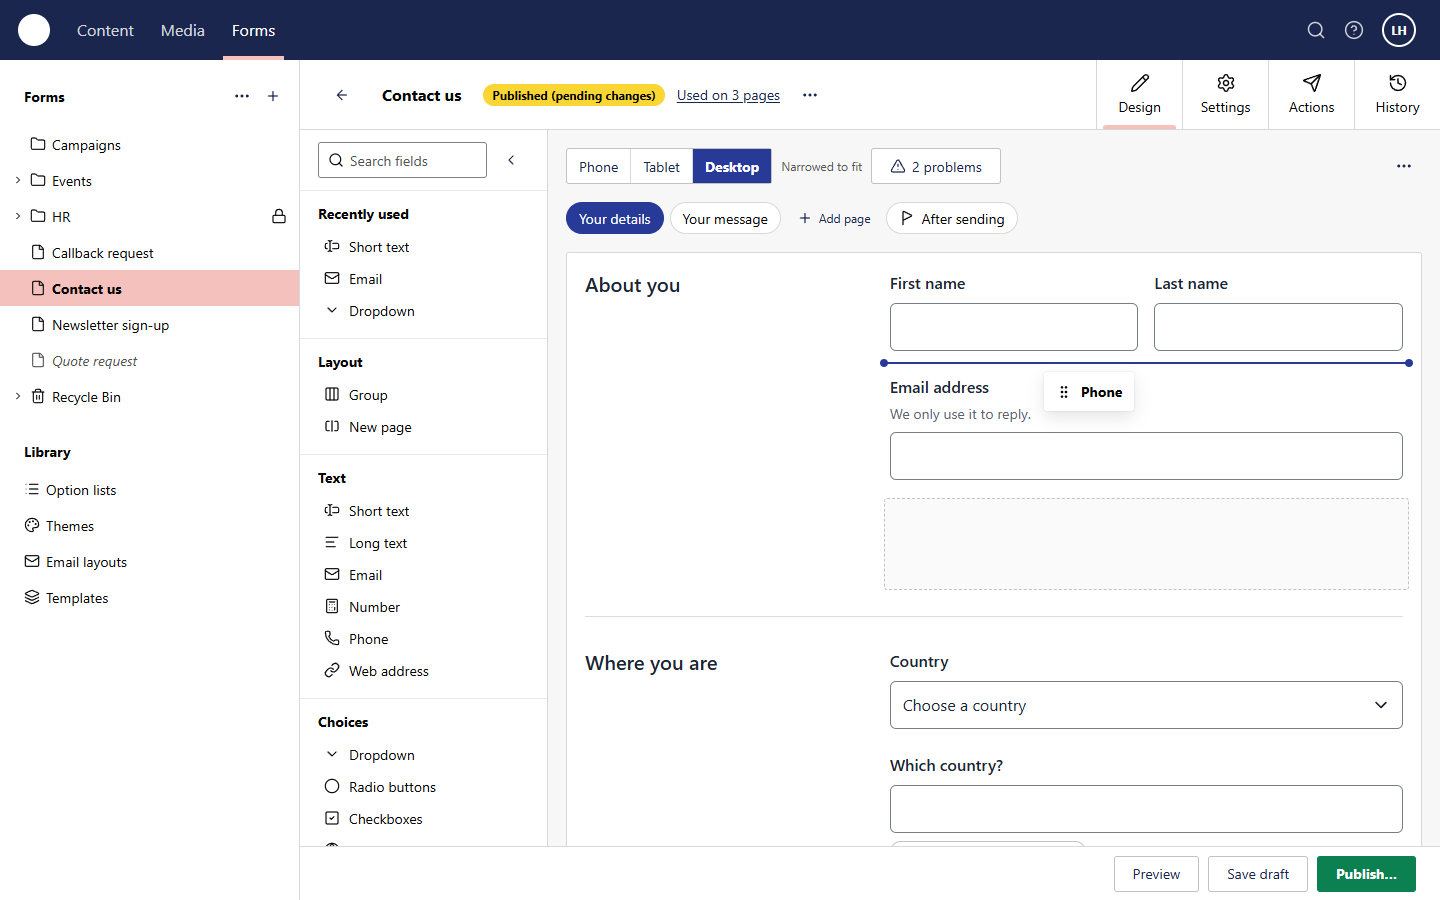 Content
Media
Forms
LH
Forms
Campaigns
Events
HR
Callback request
Contact us
Newsletter sign-up
Quote request
Recycle Bin
Library
Option lists
Themes
Email layouts
Templates
Contact us
Published (pending changes)
Used on 3 pages
Design
Settings
Actions
History
Search fields
Recently used
Short text
Email
Dropdown
Layout
Group
New page
Text
Short text
Long text
Email
Number
Phone
Web address
Choices
Dropdown
Radio buttons
Checkboxes
Phone
Tablet
Desktop
Narrowed to fit
2 problems
Your details
Your message
Add page
After sending
About you
First name
Last name
Email address
We only use it to reply.
Phone
Where you are
Country
Choose a country
Which country?
Preview
Save draft
Publish...